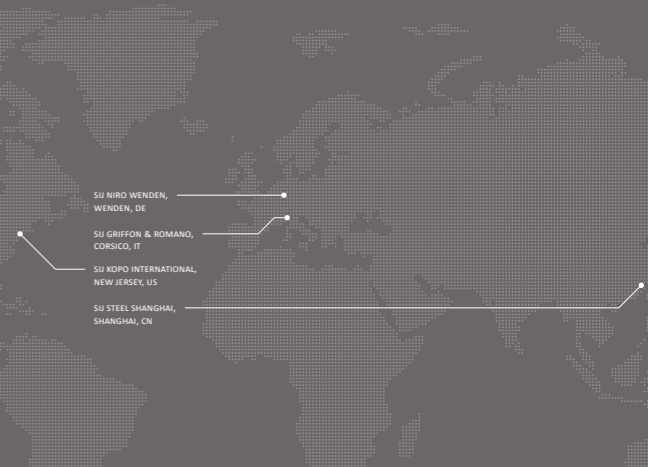 SIJ NIRO WENDEN,
WENDEN, DE
SIJ GRIFFON & ROMANO,
CORSICO, IT
SIJ KOPO INTERNATIONAL,
NEW JERSEY, US
SIJ STEEL SHANGHAI,
SHANGHAI, CN